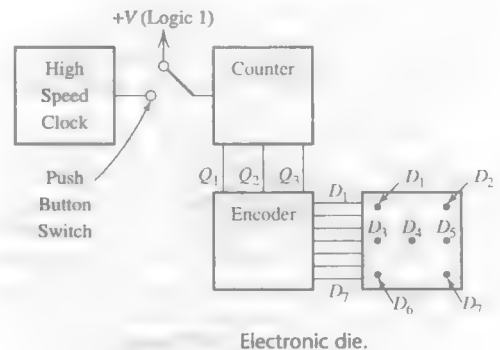 +V (Logic 1)
High
Speed
Clock
Counter
Push
Button
Switch
Q1 Q2 Q3
Encoder
D1
D7
D1
D2
D3 D4 D5
D6
D7
Electronic die.